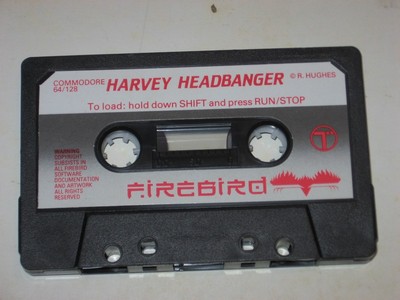 COMMODORE
64/128
HARVEY HEADBANGER
© R. HUGHES
To load: hold down SHIFT and press RUN/STOP
WARNING
COPYRIGHT
SUBSISTS IN
ALL FIREBIRD
SOFTWARE
DOCUMENTATION
AND ARTWORK
ALL RIGHTS
RESERVED
FIREBIRD